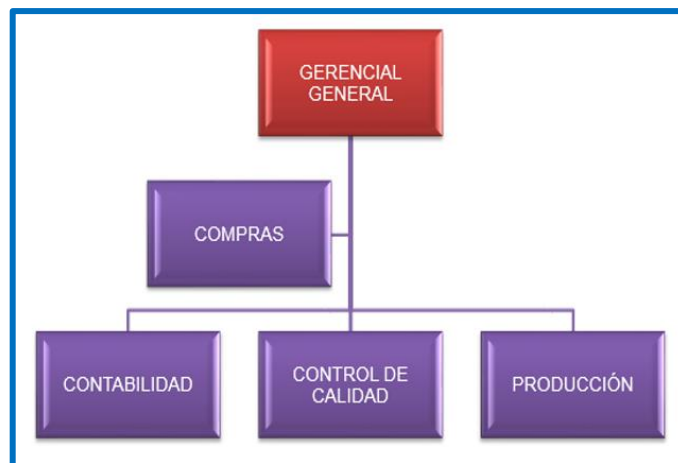 GERENCIAL
GENERAL
COMPRAS
CONTABILIDAD
CONTROL DE
CALIDAD
PRODUCCIÓN